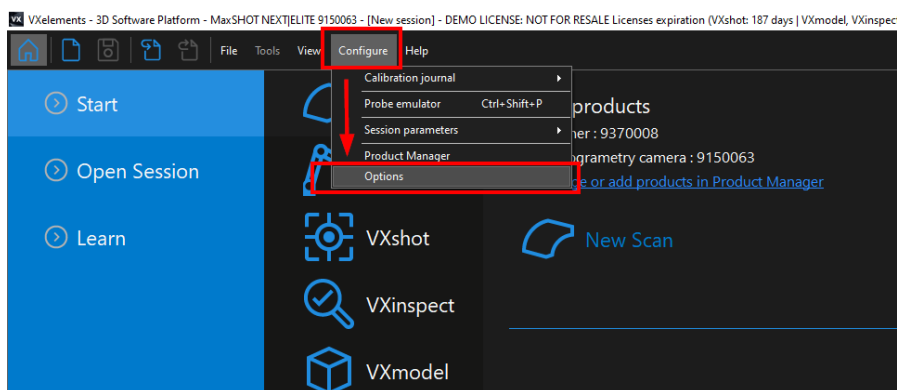 VXelements - 3D Software Platform - MaxSHOT NEXT|ELITE 9150063 - [New session] - DEMO LICENSE: NOT FOR RESALE Licenses expiration (VXshot: 187 days | VXmodel, VXinspect
File Tools View Configure Help
Calibration journal
Probe emulator Ctrl+Shift+P
Session parameters
Product Manager
Options
Start
Open Session
Learn
VXshot
VXinspect
VXmodel
products
: 9370008
camera : 9150063
or add products in Product Manager
New Scan